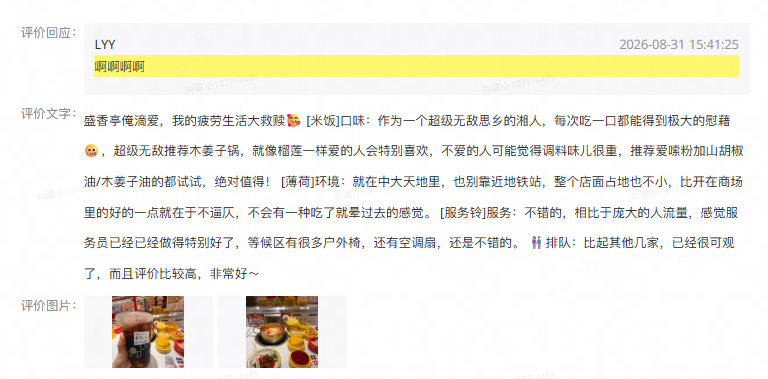 评价回应：
LYY 2026-08-31 15:41:25
啊啊啊啊
评价文字：
盛香亭俺滴爱，我的疲劳生活大救赎🥰 [米饭]口味：作为一个超级无敌思乡的湘人，每次吃一口都能得到极大的慰藉
🤩，超级无敌推荐木姜子锅，就像榴莲一样爱的人会特别喜欢，不爱的人可能觉得调料味儿很重，推荐爱嗦粉加山胡椒
油/木姜子油的都试试，绝对值得！ [薄荷]环境：就在中大天地里，也别靠近地铁站，整个店面占地也不小，比开在商场
里的好的一点就在于不逼仄，不会有一种吃了就晕过去的感觉。 [服务铃]服务：不错的，相比于庞大的人流量，感觉服
务员已经已经做得特别好了，等候区有很多户外椅，还有空调扇，还是不错的。 👭排队：比起其他几家，已经很可观
了，而且评价比较高，非常好～
评价图片：